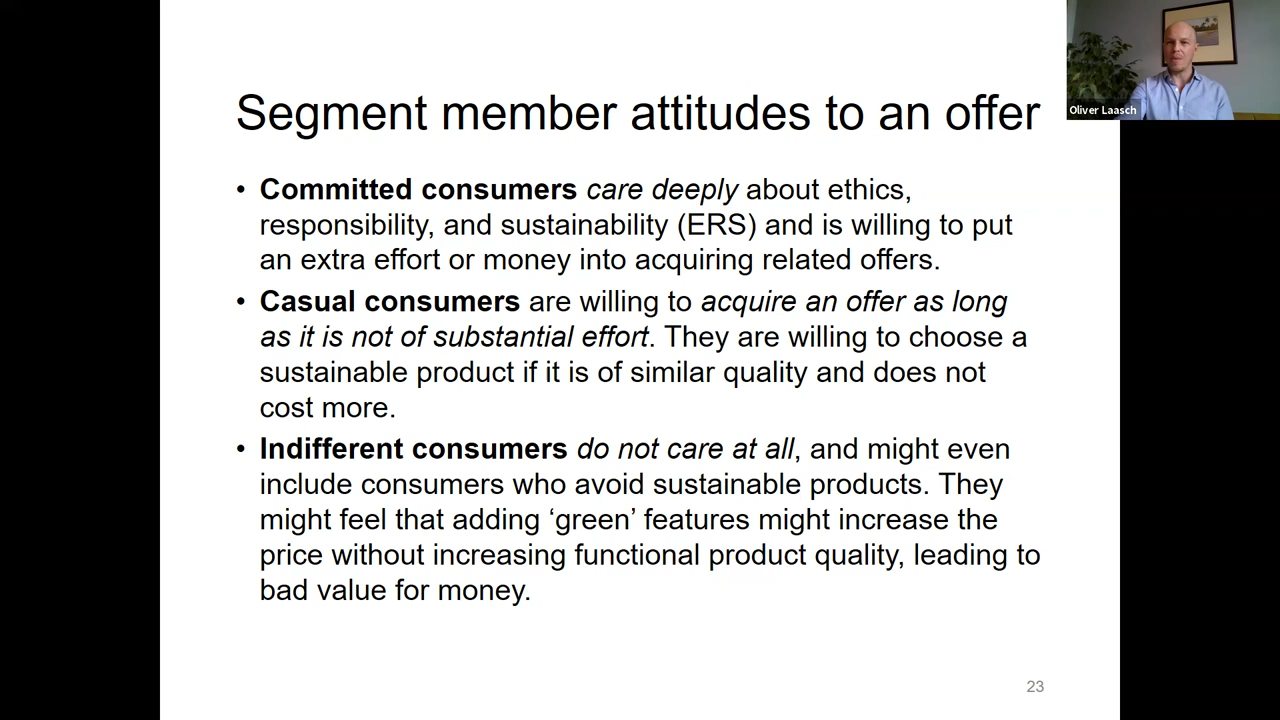 Segment member attitudes to an offer
Oliver Laasch
• Committed consumers care deeply about ethics,
responsibility, and sustainability (ERS) and is willing to put
an extra effort or money into acquiring related offers.
• Casual consumers are willing to acquire an offer as long
as it is not of substantial effort. They are willing to choose a
sustainable product if it is of similar quality and does not
cost more.
• Indifferent consumers do not care at all, and might even
include consumers who avoid sustainable products. They
might feel that adding ‘green’ features might increase the
price without increasing functional product quality, leading to
bad value for money.
23